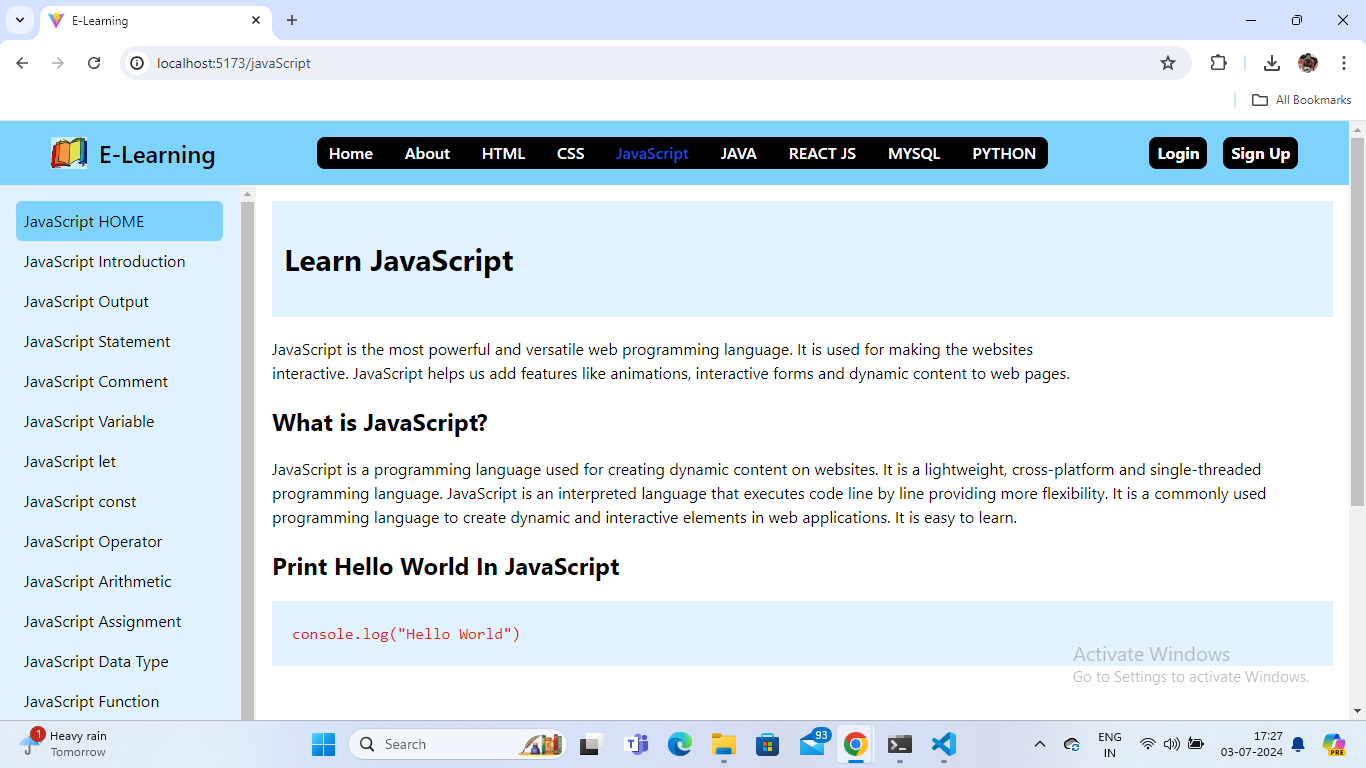 E-Learning
localhost:5173/javaScript
All Bookmarks
E-Learning
Home About HTML CSS JavaScript JAVA REACT JS MYSQL PYTHON
Login Sign Up
JavaScript HOME
JavaScript Introduction
JavaScript Output
JavaScript Statement
JavaScript Comment
JavaScript Variable
JavaScript let
JavaScript const
JavaScript Operator
JavaScript Arithmetic
JavaScript Assignment
JavaScript Data Type
JavaScript Function
Learn JavaScript
JavaScript is the most powerful and versatile web programming language. It is used for making the websites
interactive. JavaScript helps us add features like animations, interactive forms and dynamic content to web pages.
What is JavaScript?
JavaScript is a programming language used for creating dynamic content on websites. It is a lightweight, cross-platform and single-threaded
programming language. JavaScript is an interpreted language that executes code line by line providing more flexibility. It is a commonly used
programming language to create dynamic and interactive elements in web applications. It is easy to learn.
Print Hello World In JavaScript
console.log("Hello World")
Activate Windows
Go to Settings to activate Windows.
1
Heavy rain
Tomorrow
Search
93
ENG
IN
17:27
03-07-2024
PRE